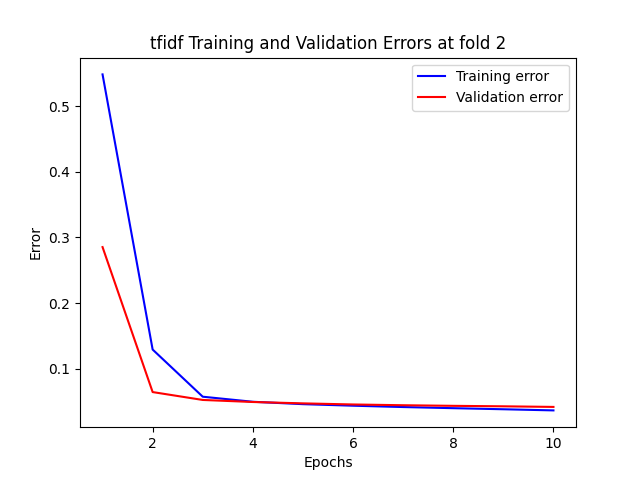 tfidf Training and Validation Errors at fold 2
Training error
Validation error
Error
0.5
0.4
0.3
0.2
0.1
2 4 6 8 10
Epochs